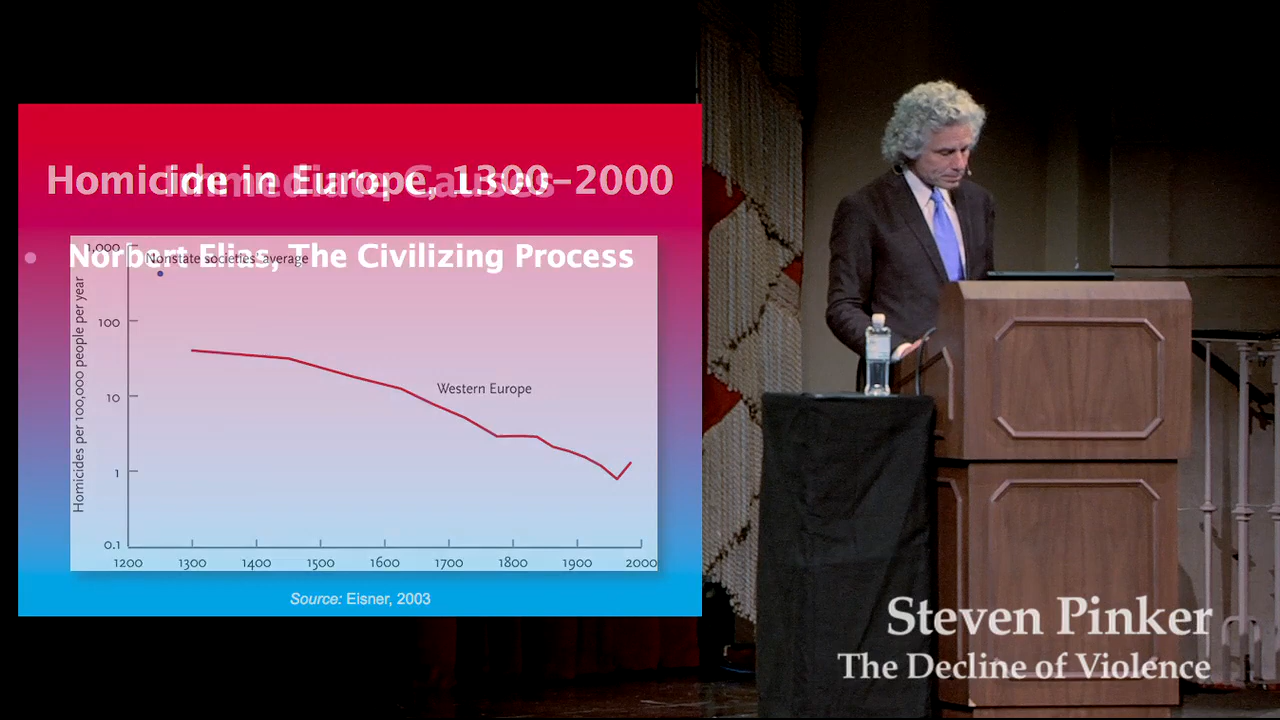 Homicide in Europe, 1300–2000
Immediate Causes
• Norbert Elias, The Civilizing Process
Homicides per 100,000 people per year
1,000
100
10
1
0.1
Nonstate societies' average
Western Europe
1200 1300 1400 1500 1600 1700 1800 1900 2000
Source: Eisner, 2003
Steven Pinker
The Decline of Violence